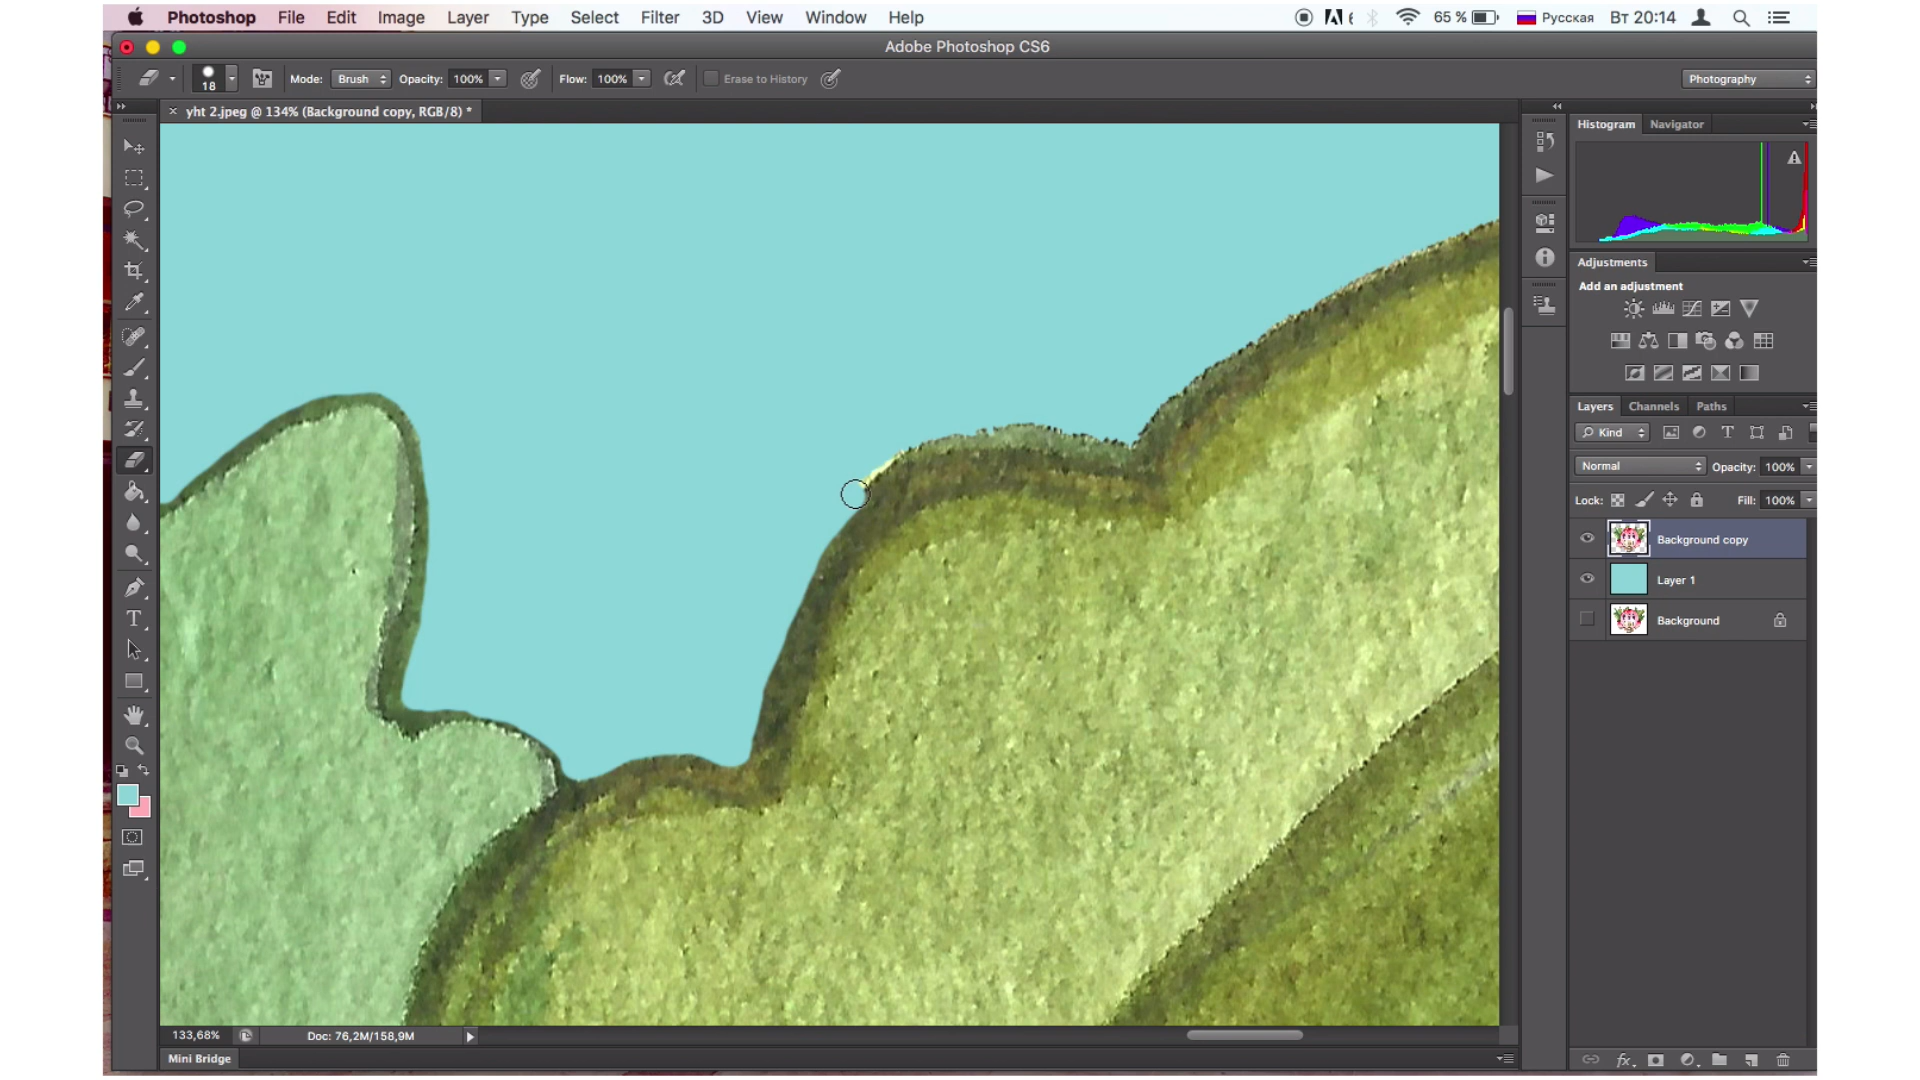 Photoshop File Edit Image Layer Type Select Filter 3D View Window Help 65 % Русская Вт 20:14
Adobe Photoshop CS6
18 Mode: Brush Opacity: 100% Flow: 100% Erase to History Photography
× yht 2.jpeg @ 134% (Background copy, RGB/8) *
Histogram Navigator
Adjustments
Add an adjustment
Layers Channels Paths
Kind
Normal Opacity: 100%
Lock: Fill: 100%
Background copy
Layer 1
Background
133,68% Doc: 76,2M/158,9M
Mini Bridge